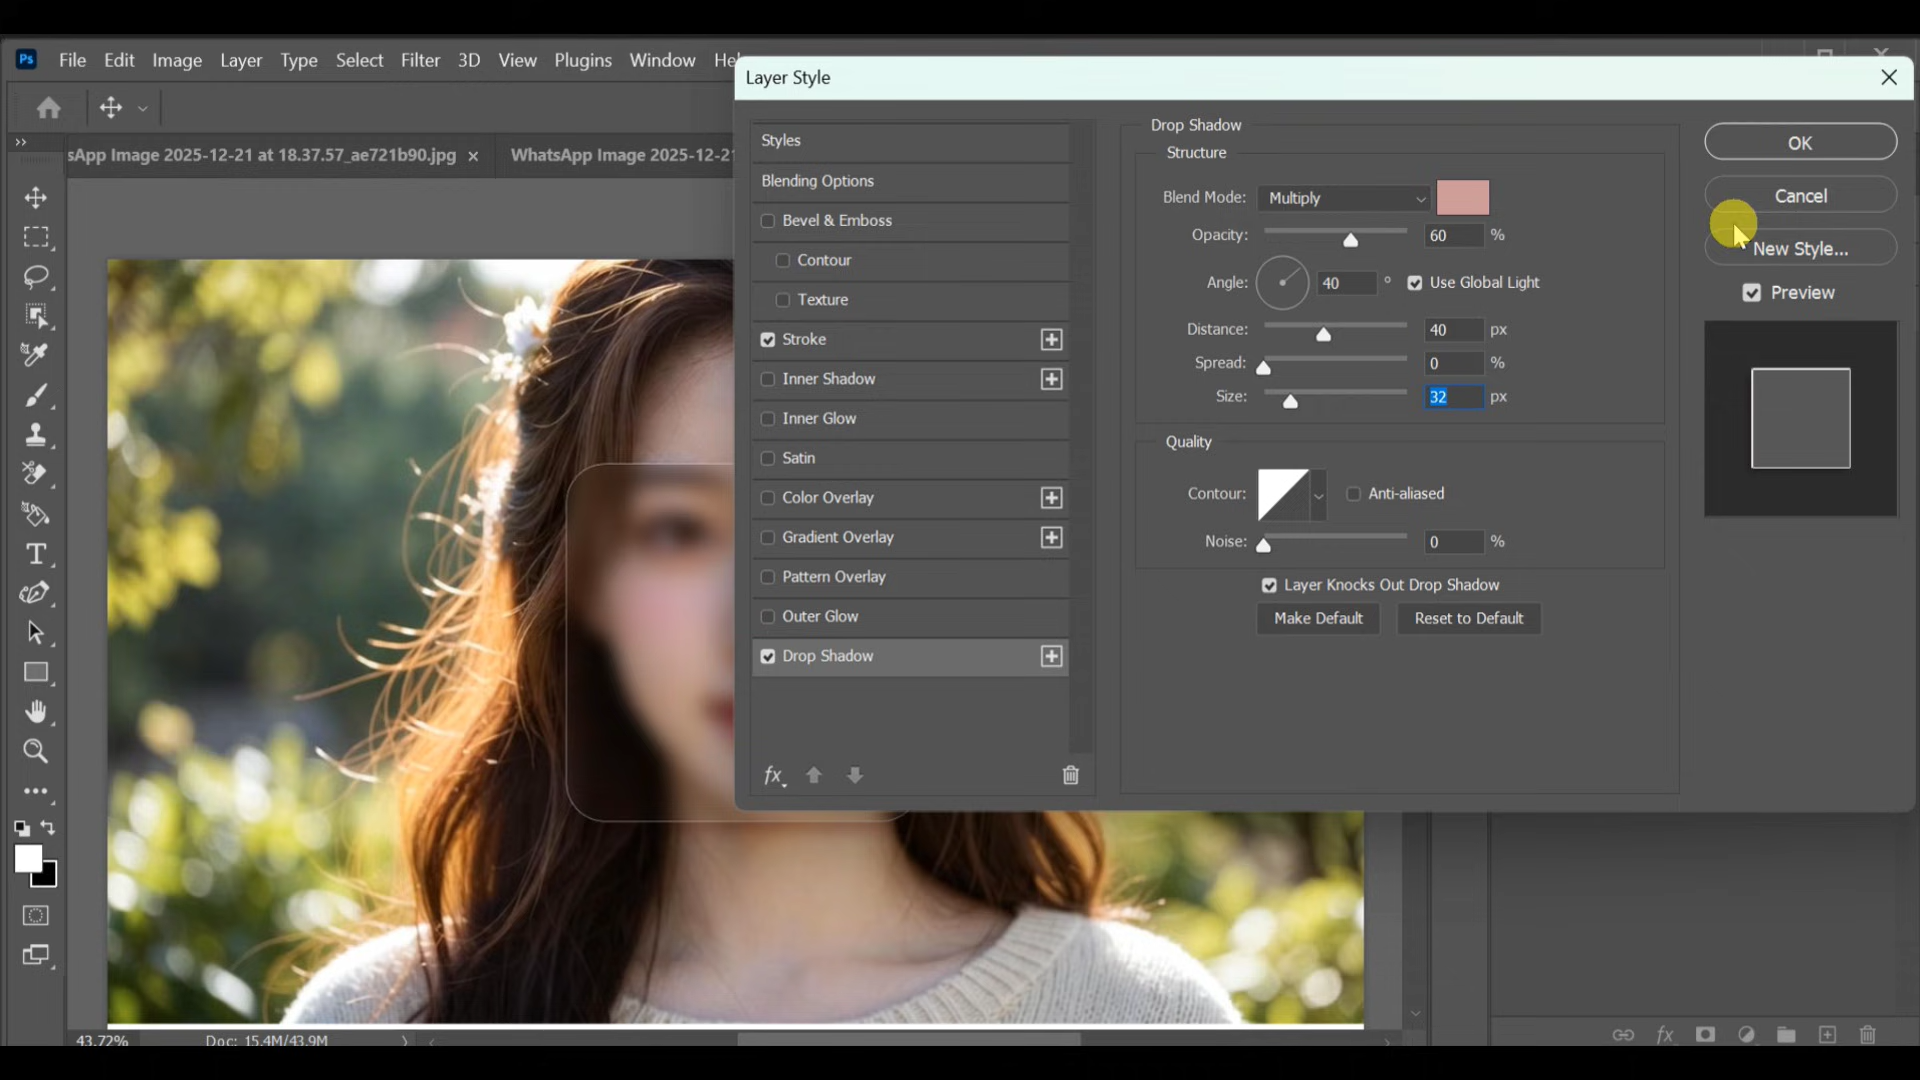 Ps File Edit Image Layer Type Select Filter 3D View Plugins Window Hel
Layer Style
sApp Image 2025-12-21 at 18.37.57_ae721b90.jpg × WhatsApp Image 2025-12-21
Styles
Blending Options
Bevel & Emboss
Contour
Texture
Stroke
Inner Shadow
Inner Glow
Satin
Color Overlay
Gradient Overlay
Pattern Overlay
Outer Glow
Drop Shadow
fx
Drop Shadow
Structure
Blend Mode: Multiply
Opacity: 60 %
Angle: 40 ° Use Global Light
Distance: 40 px
Spread: 0 %
Size: 32 px
Quality
Contour: Anti-aliased
Noise: 0 %
Layer Knocks Out Drop Shadow
Make Default Reset to Default
OK
Cancel
New Style...
Preview
43.72% Doc: 15.4M/43.9M
fx